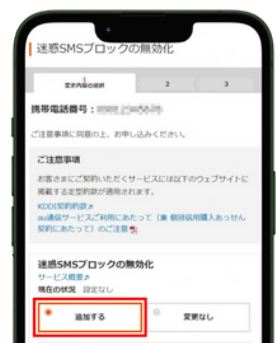 迷惑SMSブロックの無効化
変更内容の選択
2
3
携帯電話番号：
ご注意事項に同意の上、お申し込みください。
ご注意事項
お客さまにご契約いただくサービスには以下のウェブサイトに
掲載する定型約款が適用されます。
KDDI契約約款
au通信サービスご利用にあたって（兼 個別信用購入あっせん
契約にあたって）のご注意
迷惑SMSブロックの無効化
サービス概要
現在の状況 設定なし
追加する
変更なし